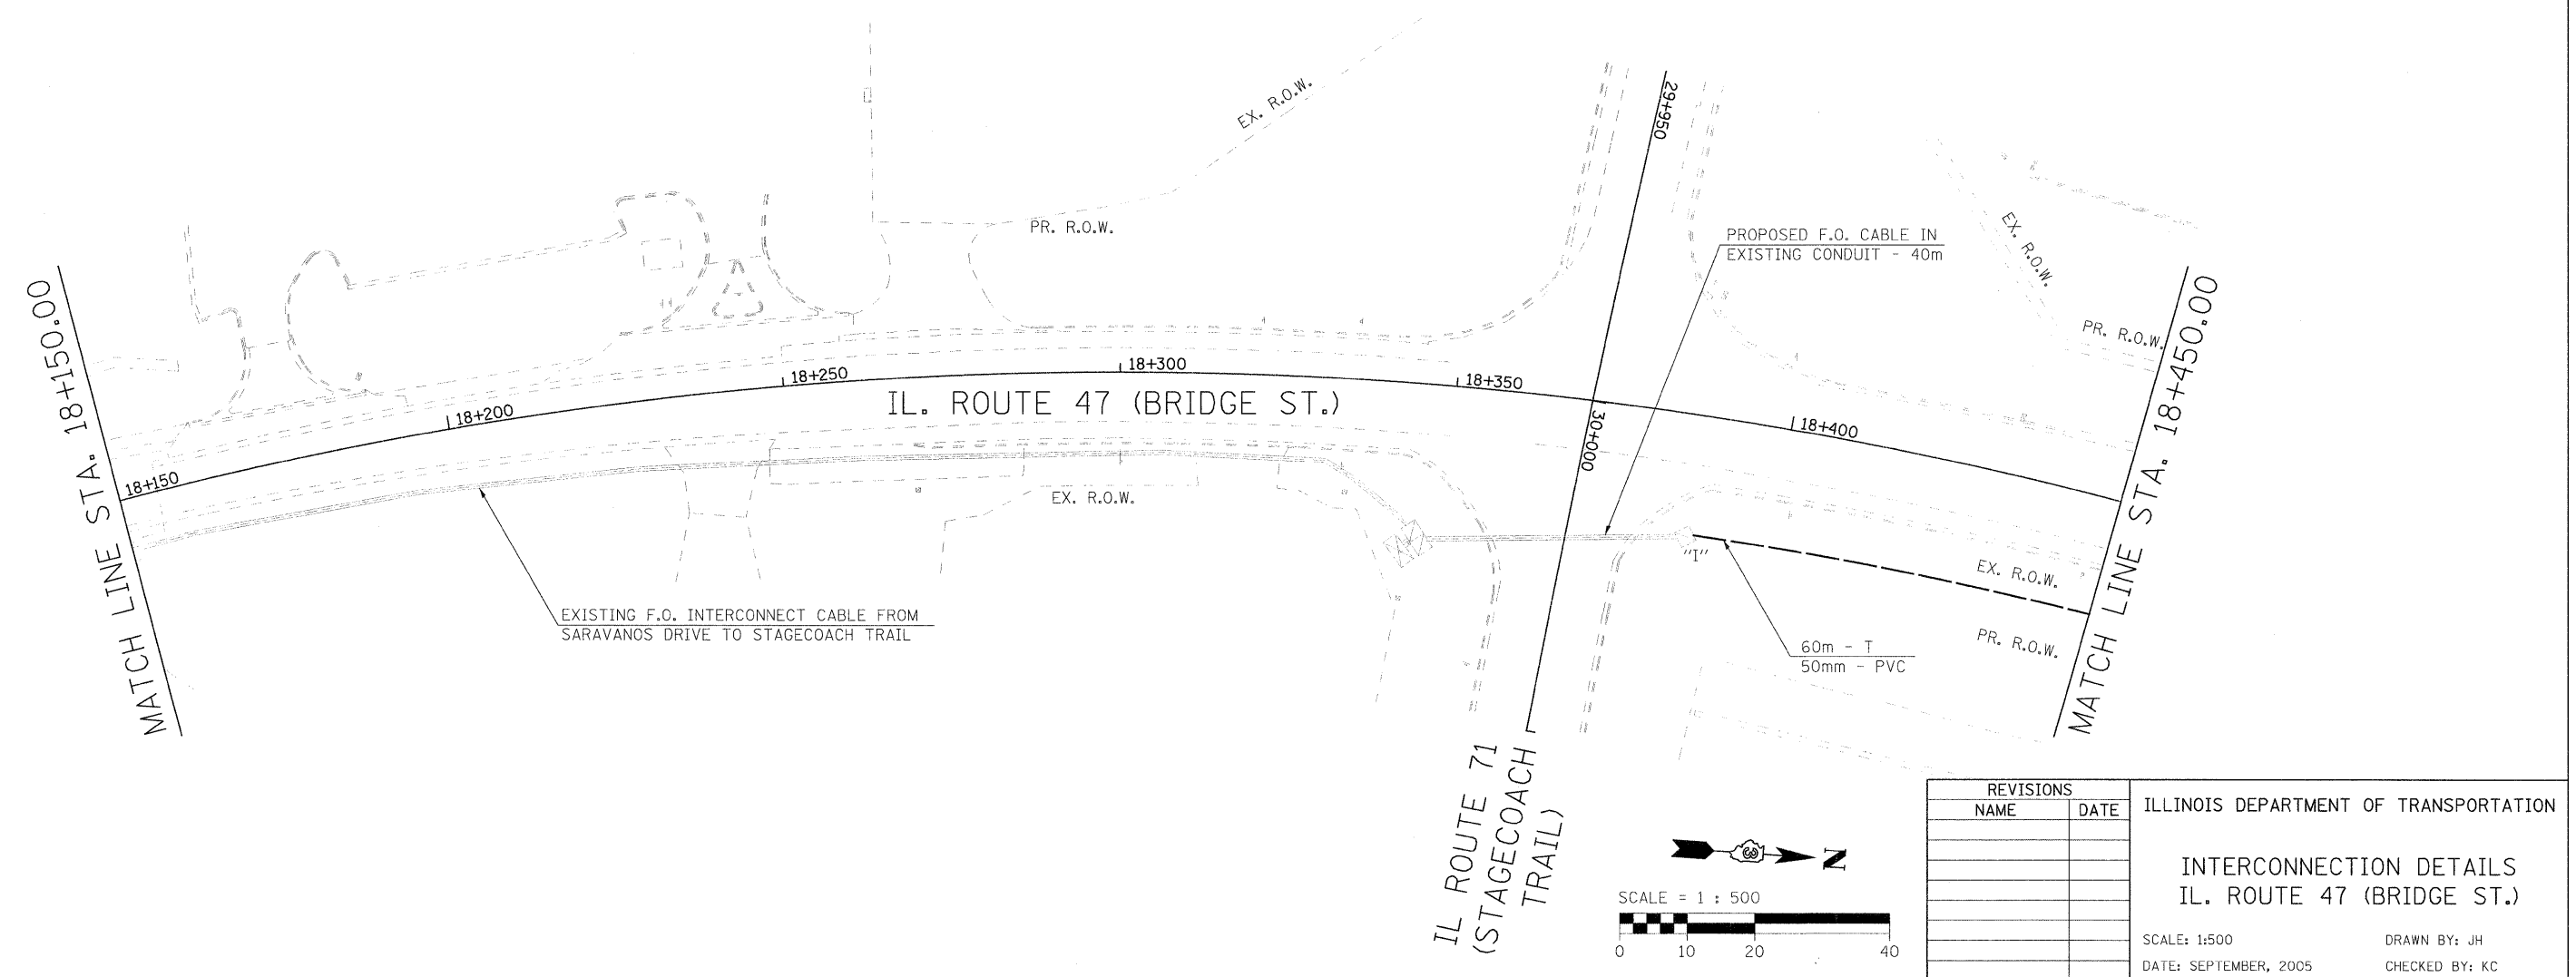 EX. R.O.W.
29+950
PR. R.O.W.
PROPOSED F.O. CABLE IN
EXISTING CONDUIT - 40m
EX. R.O.W.
PR. R.O.W.
MATCH LINE STA. 18+150.00
18+150
18+200
18+250
18+300
18+350
18+400
IL. ROUTE 47 (BRIDGE ST.)
30+000
MATCH LINE STA. 18+450.00
EX. R.O.W.
"I"
EX. R.O.W.
PR. R.O.W.
EXISTING F.O. INTERCONNECT CABLE FROM
SARAVANOS DRIVE TO STAGECOACH TRAIL
60m - T
50mm - PVC
IL ROUTE 71
(STAGECOACH
TRAIL)
3
N
SCALE = 1 : 500
0 10 20 40
REVISIONS
NAME DATE
ILLINOIS DEPARTMENT OF TRANSPORTATION
INTERCONNECTION DETAILS
IL. ROUTE 47 (BRIDGE ST.)
SCALE: 1:500 DRAWN BY: JH
DATE: SEPTEMBER, 2005 CHECKED BY: KC